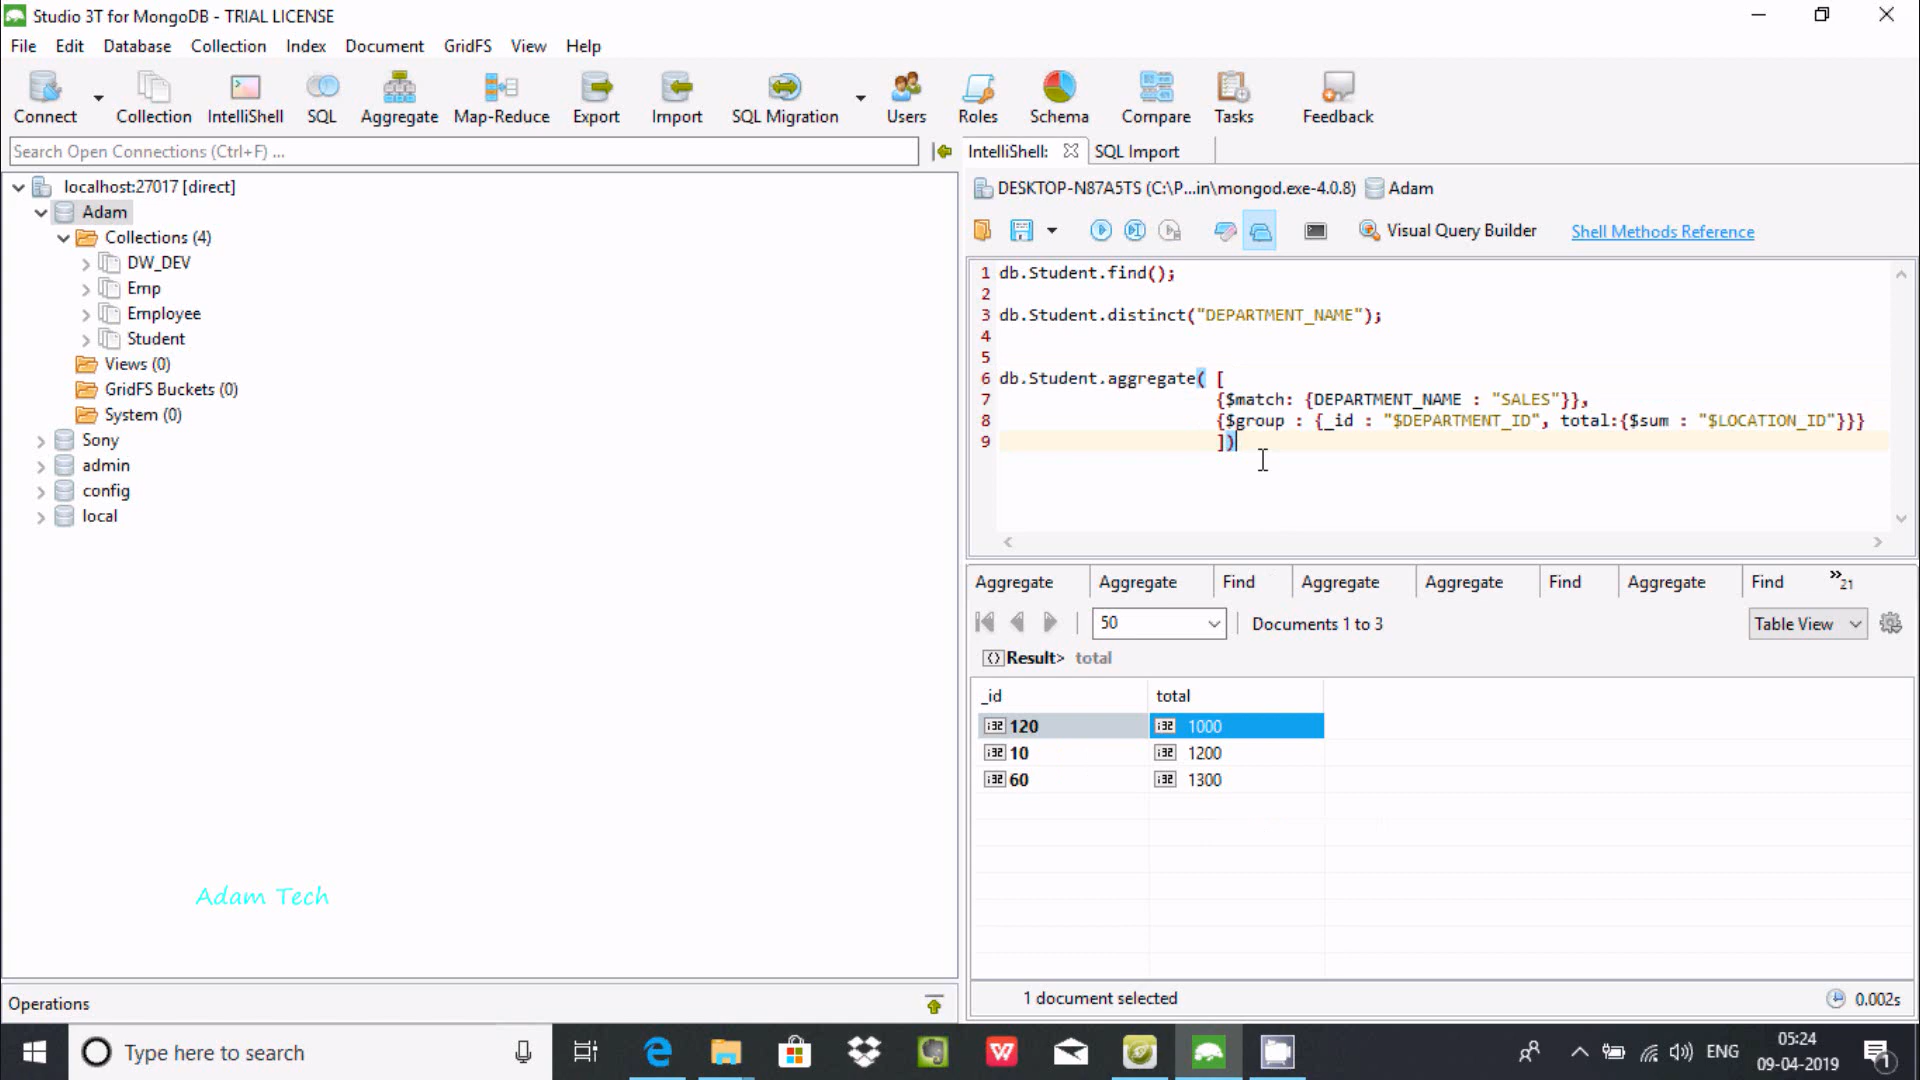 Studio 3T for MongoDB - TRIAL LICENSE
File Edit Database Collection Index Document GridFS View Help
Connect Collection IntelliShell SQL Aggregate Map-Reduce Export Import SQL Migration Users Roles Schema Compare Tasks Feedback
Search Open Connections (Ctrl+F) ...
IntelliShell: SQL Import
localhost:27017 [direct]
Adam
Collections (4)
DW_DEV
Emp
Employee
Student
Views (0)
GridFS Buckets (0)
System (0)
Sony
admin
config
local
Adam Tech
Operations
DESKTOP-N87A5TS (C:\P...in\mongod.exe-4.0.8) Adam
Visual Query Builder Shell Methods Reference
1 db.Student.find();
2
3 db.Student.distinct("DEPARTMENT_NAME");
4
5
6 db.Student.aggregate( [
7 {$match: {DEPARTMENT_NAME : "SALES"}},
8 {$group : {_id : "$DEPARTMENT_ID", total:{$sum : "$LOCATION_ID"}}}
9 ])
Aggregate Aggregate Find Aggregate Aggregate Find Aggregate Find »21
50 Documents 1 to 3 Table View
Result> total
_id total
i32 120 i32 1000
i32 10 i32 1200
i32 60 i32 1300
1 document selected 0.002s
Type here to search
ENG
05:24
09-04-2019
1